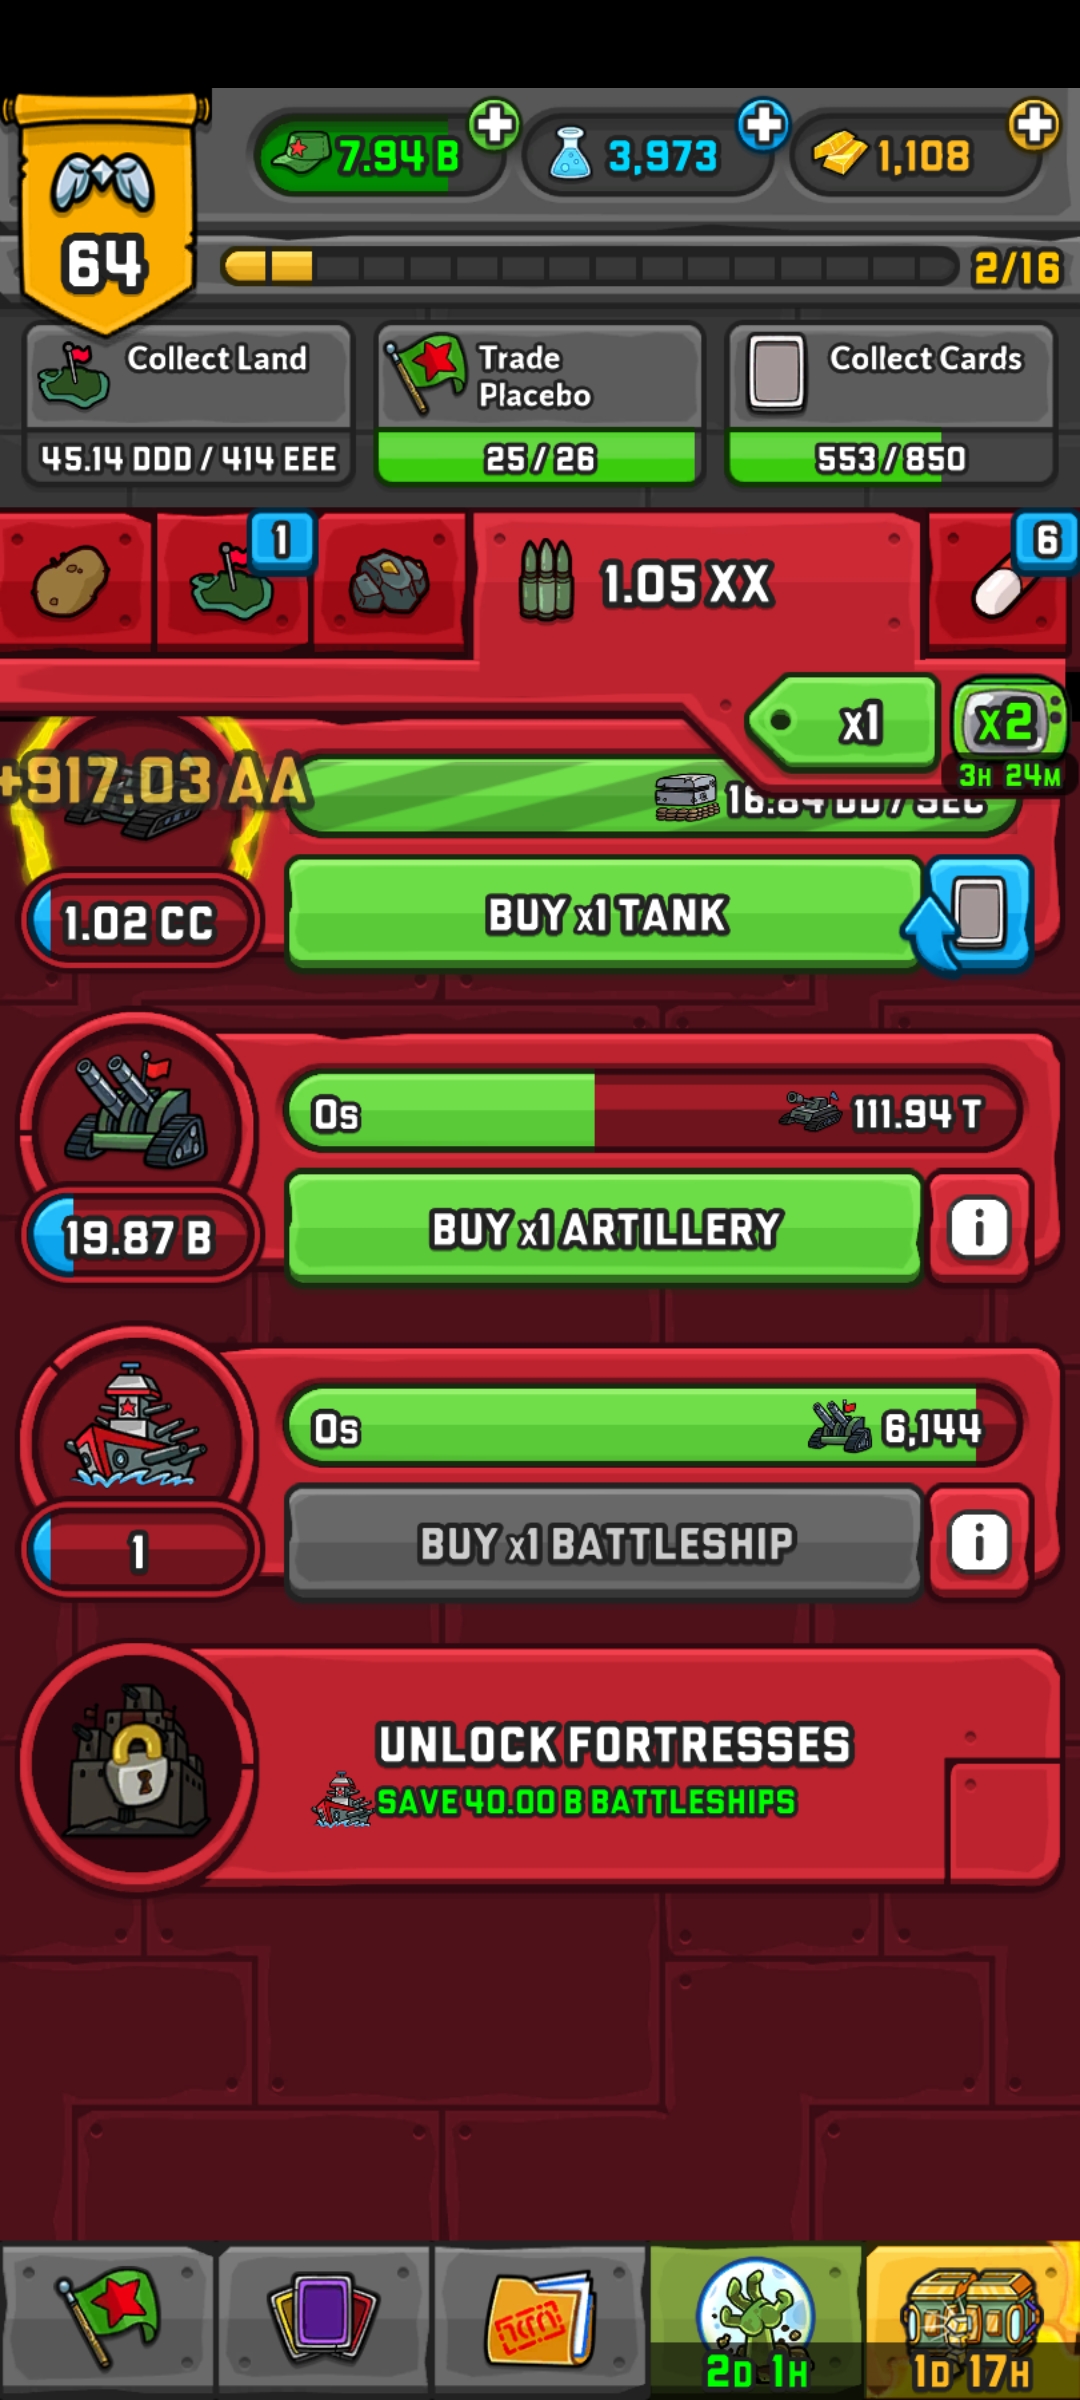 64
7.94 B
3,973
1,108
2/16
Collect Land
45.14 DDD / 414 EEE
Trade
Placebo
25 / 26
Collect Cards
553 / 850
1
1.05 XX
6
x1
x2
3H 24M
+917.03 AA
16.84 DD / SEC
1.02 CC
BUY x1 TANK
0s
111.94 T
19.87 B
BUY x1 ARTILLERY
i
0s
6,144
1
BUY x1 BATTLESHIP
i
UNLOCK FORTRESSES
SAVE 40.00 B BATTLESHIPS
2D 1H
1D 17H